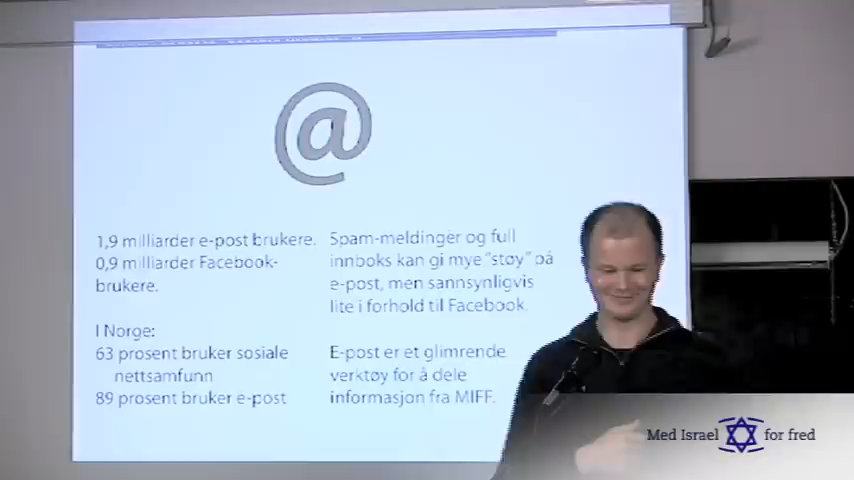 @
1,9 milliarder e-post brukere.
0,9 milliarder Facebook-
brukere.
I Norge:
63 prosent bruker sosiale
nettsamfunn
89 prosent bruker e-post
Spam-meldinger og full
innboks kan gi mye "støy" på
e-post, men sannsynligvis
lite i forhold til Facebook.
E-post er et glimrende
verktøy for å dele
informasjon fra MIFF.
Med Israel for fred